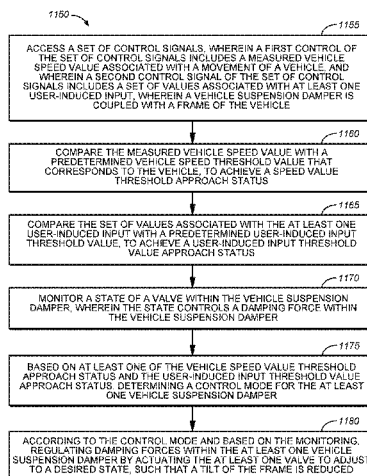 1150
1155
ACCESS A SET OF CONTROL SIGNALS, WHEREIN A FIRST CONTROL OF
THE SET OF CONTROL SIGNALS INCLUDES A MEASURED VEHICLE
SPEED VALUE ASSOCIATED WITH A MOVEMENT OF A VEHICLE, AND
WHEREIN A SECOND CONTROL SIGNAL OF THE SET OF CONTROL
SIGNALS INCLUDES A SET OF VALUES ASSOCIATED WITH AT LEAST ONE
USER-INDUCED INPUT, WHEREIN A VEHICLE SUSPENSION DAMPER IS
COUPLED WITH A FRAME OF THE VEHICLE
1160
COMPARE THE MEASURED VEHICLE SPEED VALUE WITH A
PREDETERMINED VEHICLE SPEED THRESHOLD VALUE THAT
CORRESPONDS TO THE VEHICLE, TO ACHIEVE A SPEED VALUE
THRESHOLD APPROACH STATUS
1165
COMPARE THE SET OF VALUES ASSOCIATED WITH THE AT LEAST ONE
USER-INDUCED INPUT WITH A PREDETERMINED USER-INDUCED INPUT
THRESHOLD VALUE, TO ACHIEVE A USER-INDUCED INPUT THRESHOLD
VALUE APPROACH STATUS
1170
MONITOR A STATE OF A VALVE WITHIN THE VEHICLE SUSPENSION
DAMPER, WHEREIN THE STATE CONTROLS A DAMPING FORCE WITHIN
THE VEHICLE SUSPENSION DAMPER
1175
BASED ON AT LEAST ONE OF THE VEHICLE SPEED VALUE THRESHOLD
APPROACH STATUS AND THE USER-INDUCED INPUT THRESHOLD VALUE
APPROACH STATUS, DETERMINING A CONTROL MODE FOR THE AT LEAST
ONE VEHICLE SUSPENSION DAMPER
1180
ACCORDING TO THE CONTROL MODE AND BASED ON THE MONITORING,
REGULATING DAMPING FORCES WITHIN THE AT LEAST ONE VEHICLE
SUSPENSION DAMPER BY ACTUATING THE AT LEAST ONE VALVE TO ADJUST
TO A DESIRED STATE, SUCH THAT A TILT OF THE FRAME IS REDUCED